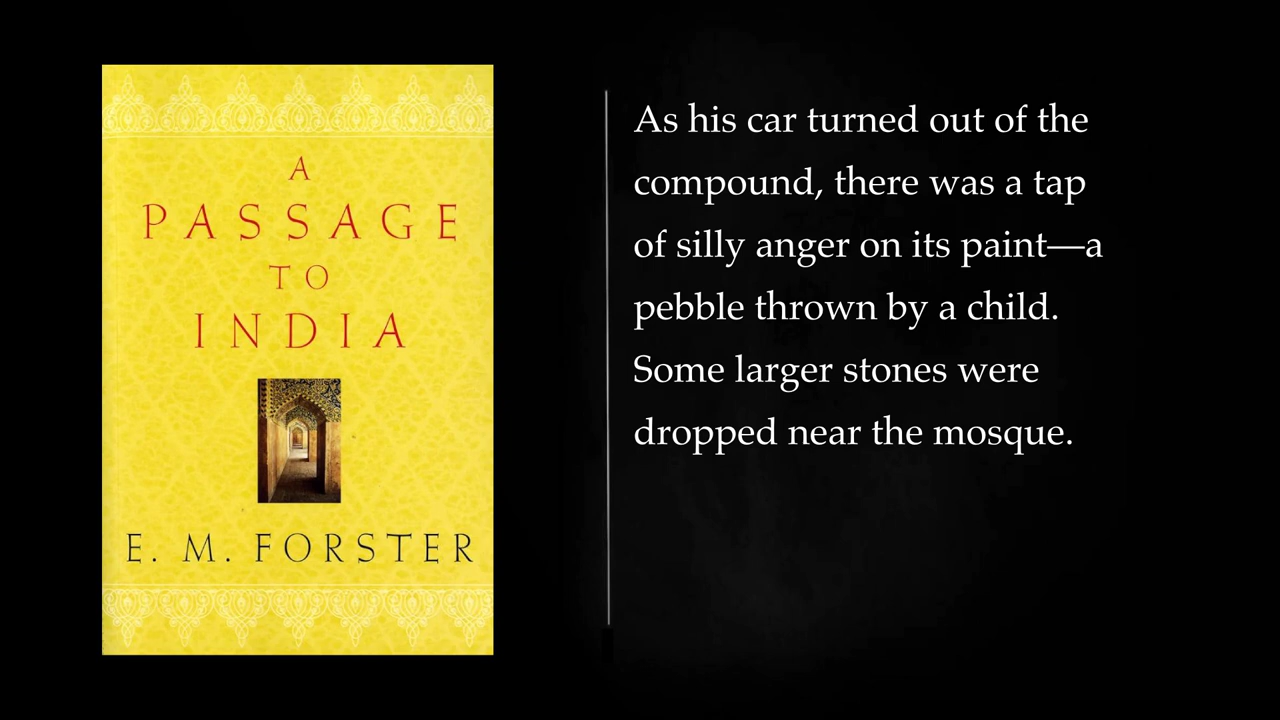 A
PASSAGE
TO
INDIA
E. M. FORSTER
As his car turned out of the
compound, there was a tap
of silly anger on its paint—a
pebble thrown by a child.
Some larger stones were
dropped near the mosque.